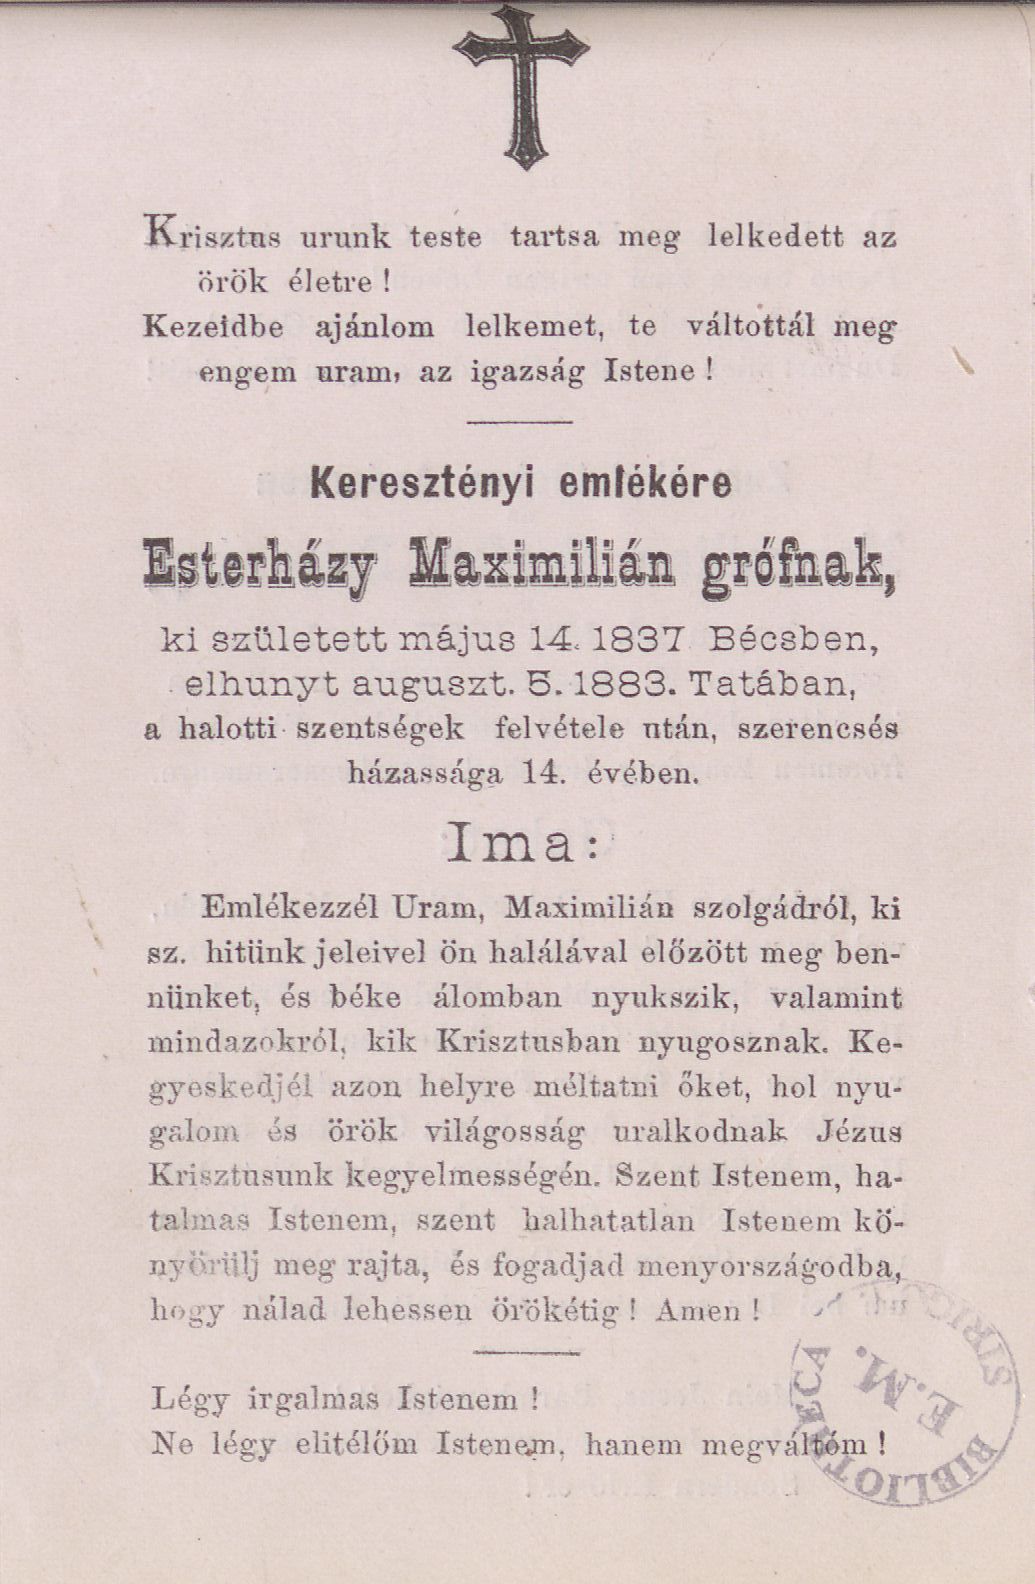 Krisztus urunk teste tartsa meg lelkedett az
örök életre !
Kezeidbe ajánlom lelkemet, te váltottál meg
engem uram, az igazság Istene !
Keresztényi emlékére
Esterházy Maximilián grófnak,
ki született május 14. 1837 Bécsben,
elhunyt auguszt. 5. 1883. Tatában,
a halotti szentségek felvétele után, szerencsés
házassága 14. évében.
Ima:
Emlékezzél Uram, Maximilián szolgádról, ki
sz. hitünk jeleivel ön halálával előzött meg ben-
nünket, és béke álomban nyukszik, valamint
mindazokról, kik Krisztusban nyugosznak. Ke-
gyeskedjél azon helyre méltatni őket, hol nyu-
galom és örök világosság uralkodnak Jézus
Krisztusunk kegyelmességén. Szent Istenem, ha-
talmas Istenem, szent halhatatlan Istenem kö-
nyörülj meg rajta, és fogadjad menyországodba,
hogy nálad lehessen örökétig ! Amen !
Légy irgalmas Istenem !
Ne légy elitélőm Istenem, hanem megváltóm !
BIBLIOTHECA
E.M.